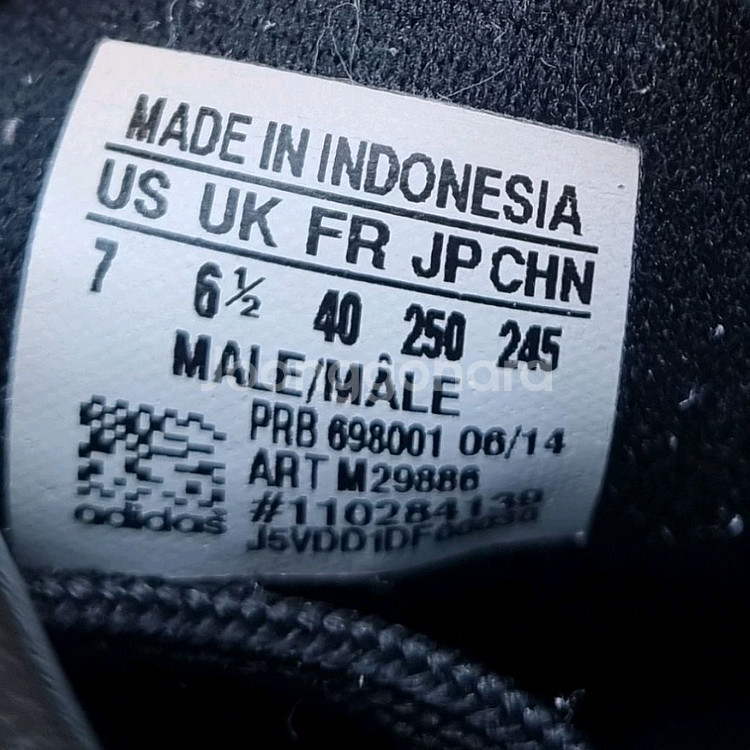 MADE IN INDONESIA
US UK FR JP CHN
7 6½ 40 250 245
MALE/MÂLE
PRB 698001 06/14
ART M29886
#110284139
adidas